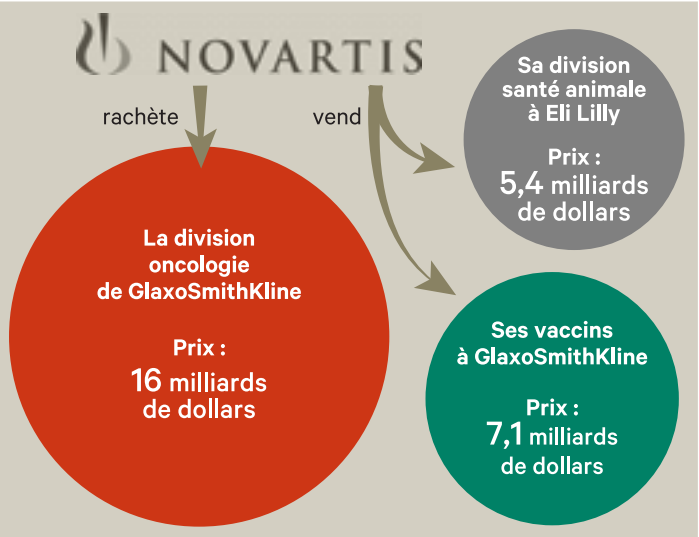 NOVARTIS
rachète
vend
La division
oncologie
de GlaxoSmithKline
Prix :
16 milliards
de dollars
Sa division
santé animale
à Eli Lilly
Prix :
5,4 milliards
de dollars
Ses vaccins
à GlaxoSmithKline
Prix :
7,1 milliards
de dollars